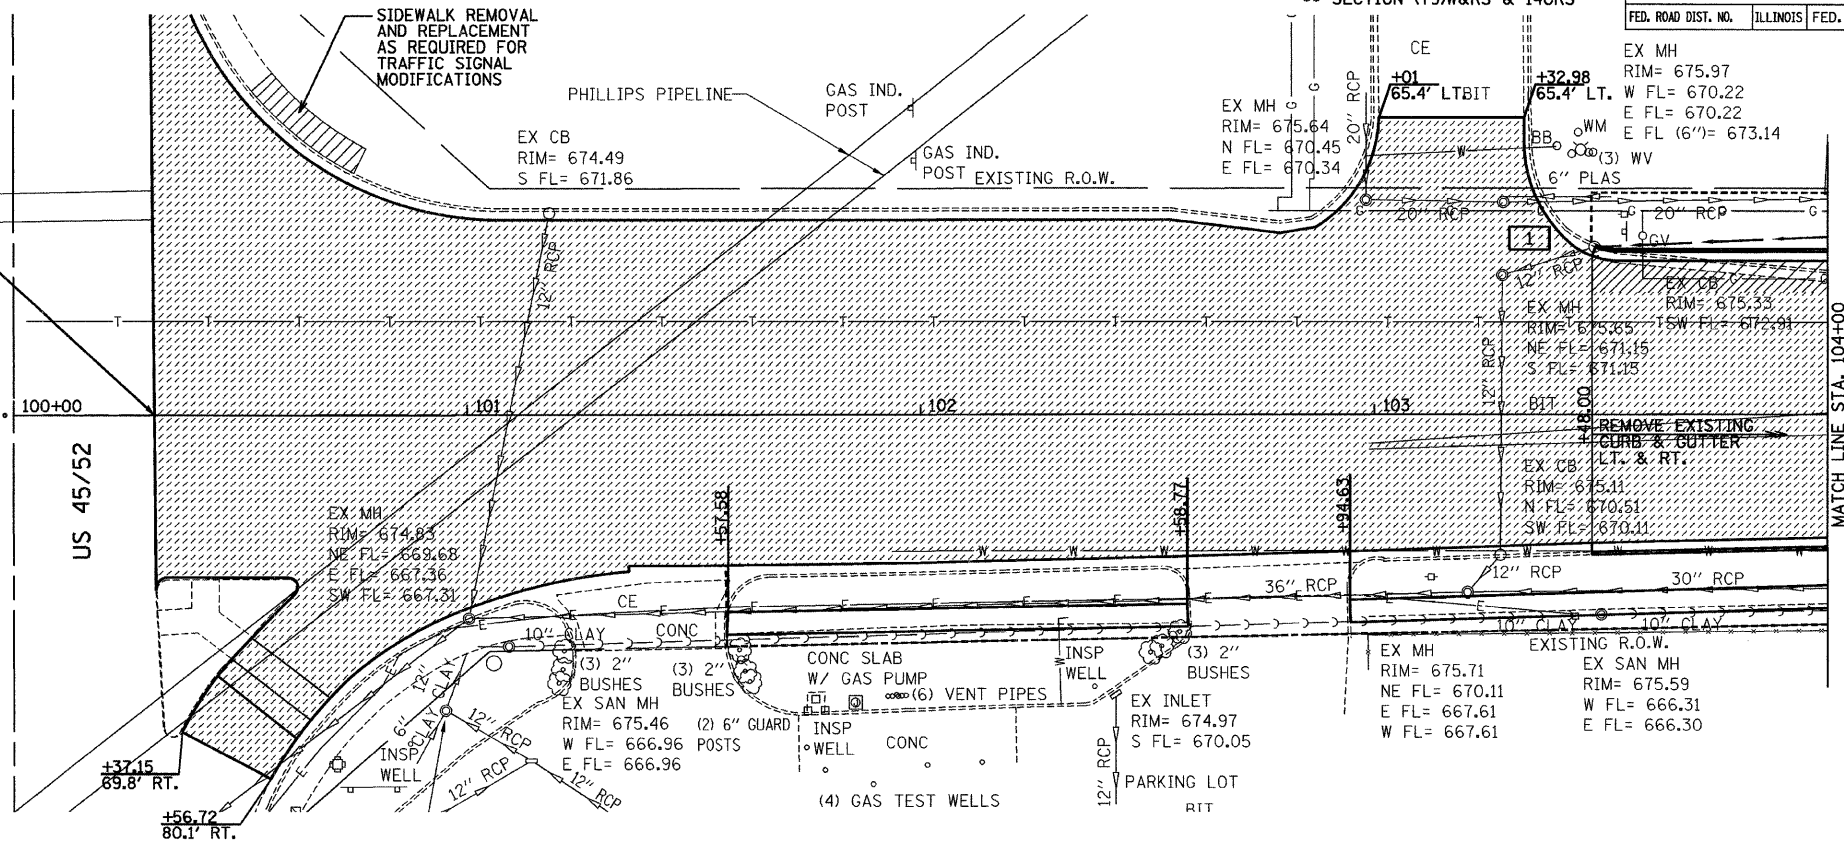 SECTION (19)W&RS & 140RS
FED. ROAD DIST. NO. ILLINOIS FED.
SIDEWALK REMOVAL
AND REPLACEMENT
AS REQUIRED FOR
TRAFFIC SIGNAL
MODIFICATIONS
PHILLIPS PIPELINE
GAS IND.
POST
GAS IND.
POST
EXISTING R.O.W.
EX CB
RIM= 674.49
S FL= 671.86
G
G
G
G
20" RCP
CE
+01
65.4' LT.
BIT
+32.98
65.4' LT.
EX MH
RIM= 675.64
N FL= 670.45
E FL= 670.34
EX MH
RIM= 675.97
W FL= 670.22
E FL= 670.22
E FL (6")= 673.14
WM
BB
W
(3) WV
6" PLAS
G
20" RCP
G
20" RCP
G
G
G
1
GV
12" RCP
12" RCP
EX CB
RIM= 675.33
SW FL= 672.91
EX MH
RIM= 675.65
NE FL= 671.15
S FL= 671.15
T T T T T T T T T T T T T T T T
12" RCP
BIT
+48.00
MATCH LINE STA. 104+00
100+00
101
102
103
REMOVE EXISTING
CURB & GUTTER
LT. & RT.
US 45/52
EX CB
RIM= 675.11
N FL= 670.51
SW FL= 670.11
+57.58
+58.77
+94.63
EX MH
RIM= 674.83
NE FL= 669.68
E FL= 667.36
SW FL= 667.31
W W W W W W W W W W
12" RCP
30" RCP
36" RCP
CE
E E E E E E E E
10" CLAY
CONC
10" CLAY
10" CLAY
EXISTING R.O.W.
12" CLAY
6" CLAY
(3) 2"
BUSHES
(3) 2"
BUSHES
CONC SLAB
W/ GAS PUMP
(6) VENT PIPES
INSP
WELL
(3) 2"
BUSHES
EX MH
RIM= 675.71
NE FL= 670.11
E FL= 667.61
W FL= 667.61
EX SAN MH
RIM= 675.59
W FL= 666.31
E FL= 666.30
EX SAN MH
RIM= 675.46
W FL= 666.96
E FL= 666.96
(2) 6" GUARD
POSTS
INSP
WELL
CONC
EX INLET
RIM= 674.97
S FL= 670.05
12" RCP
INSP
WELL
12" RCP
12" RCP
(4) GAS TEST WELLS
12" RCP
PARKING LOT
BIT
+37.15
69.8' RT.
+56.72
80.1' RT.